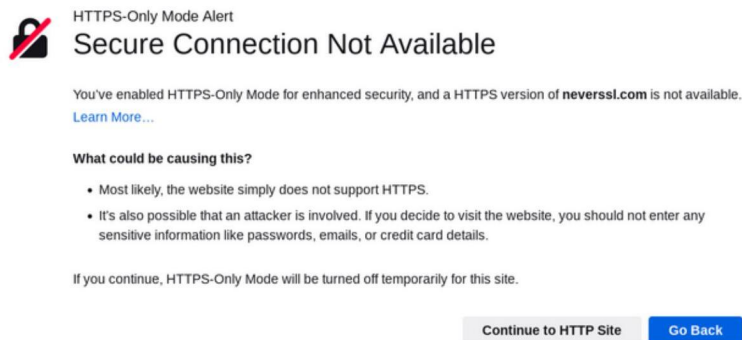 HTTPS-Only Mode Alert
Secure Connection Not Available
You've enabled HTTPS-Only Mode for enhanced security, and a HTTPS version of neverssl.com is not available.
Learn More…
What could be causing this?
• Most likely, the website simply does not support HTTPS.
• It's also possible that an attacker is involved. If you decide to visit the website, you should not enter any
sensitive information like passwords, emails, or credit card details.
If you continue, HTTPS-Only Mode will be turned off temporarily for this site.
Continue to HTTP Site Go Back